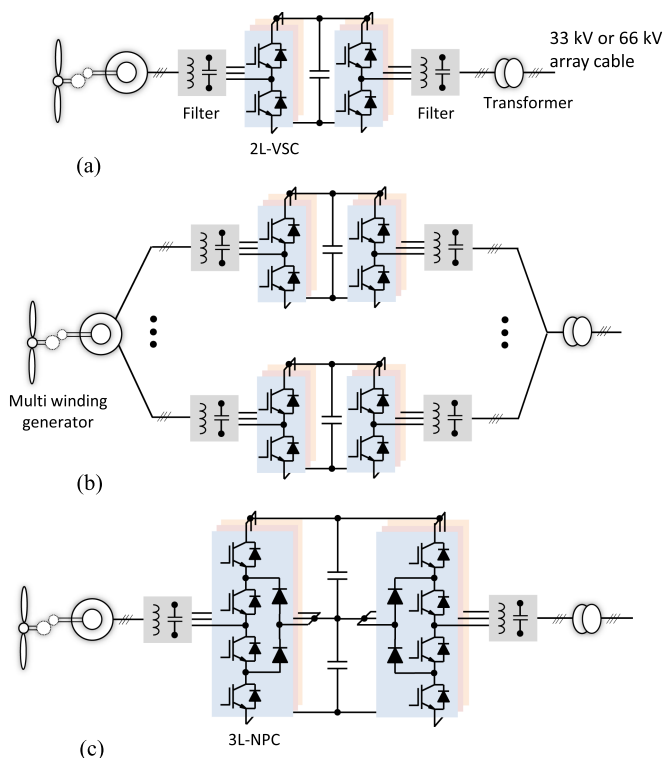 33 kV or 66 kV
array cable
Filter
Filter
Transformer
2L-VSC
(a)
Multi winding
generator
(b)
3L-NPC
(c)